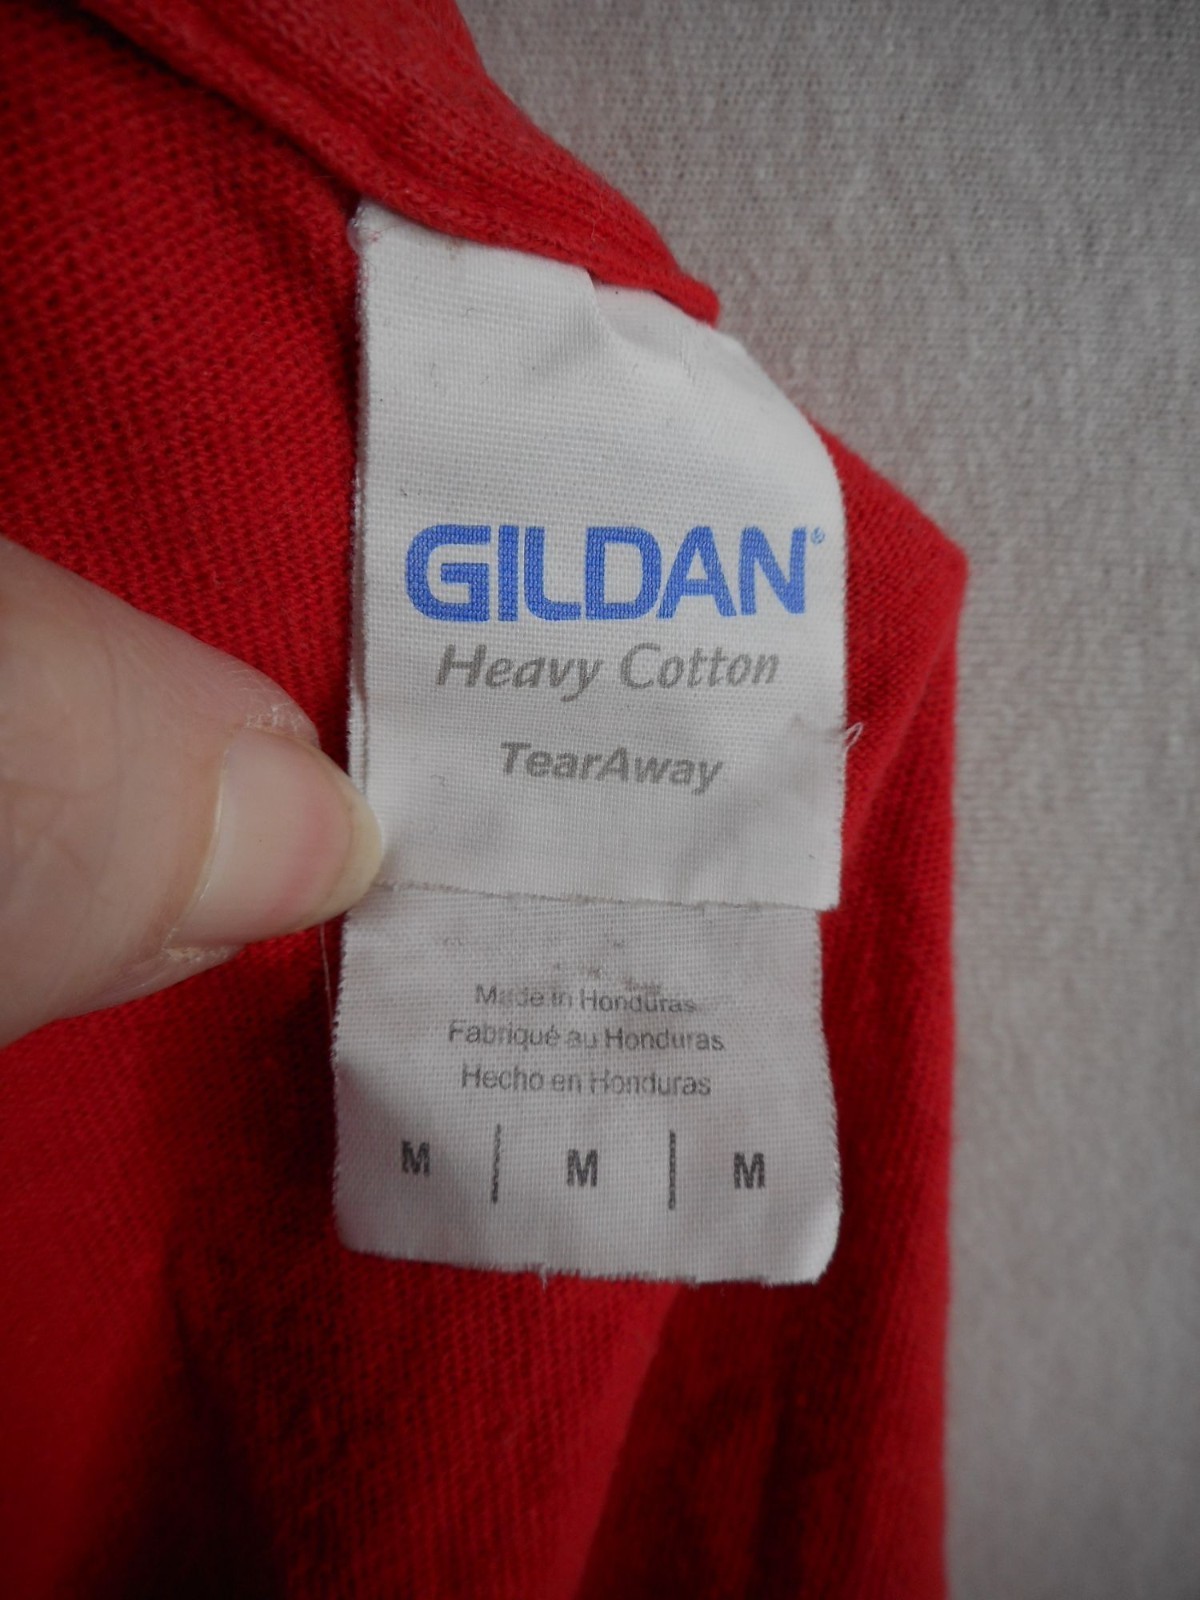 GILDAN®
Heavy Cotton
TearAway
Made in Honduras
Fabriqué au Honduras
Hecho en Honduras
M | M | M